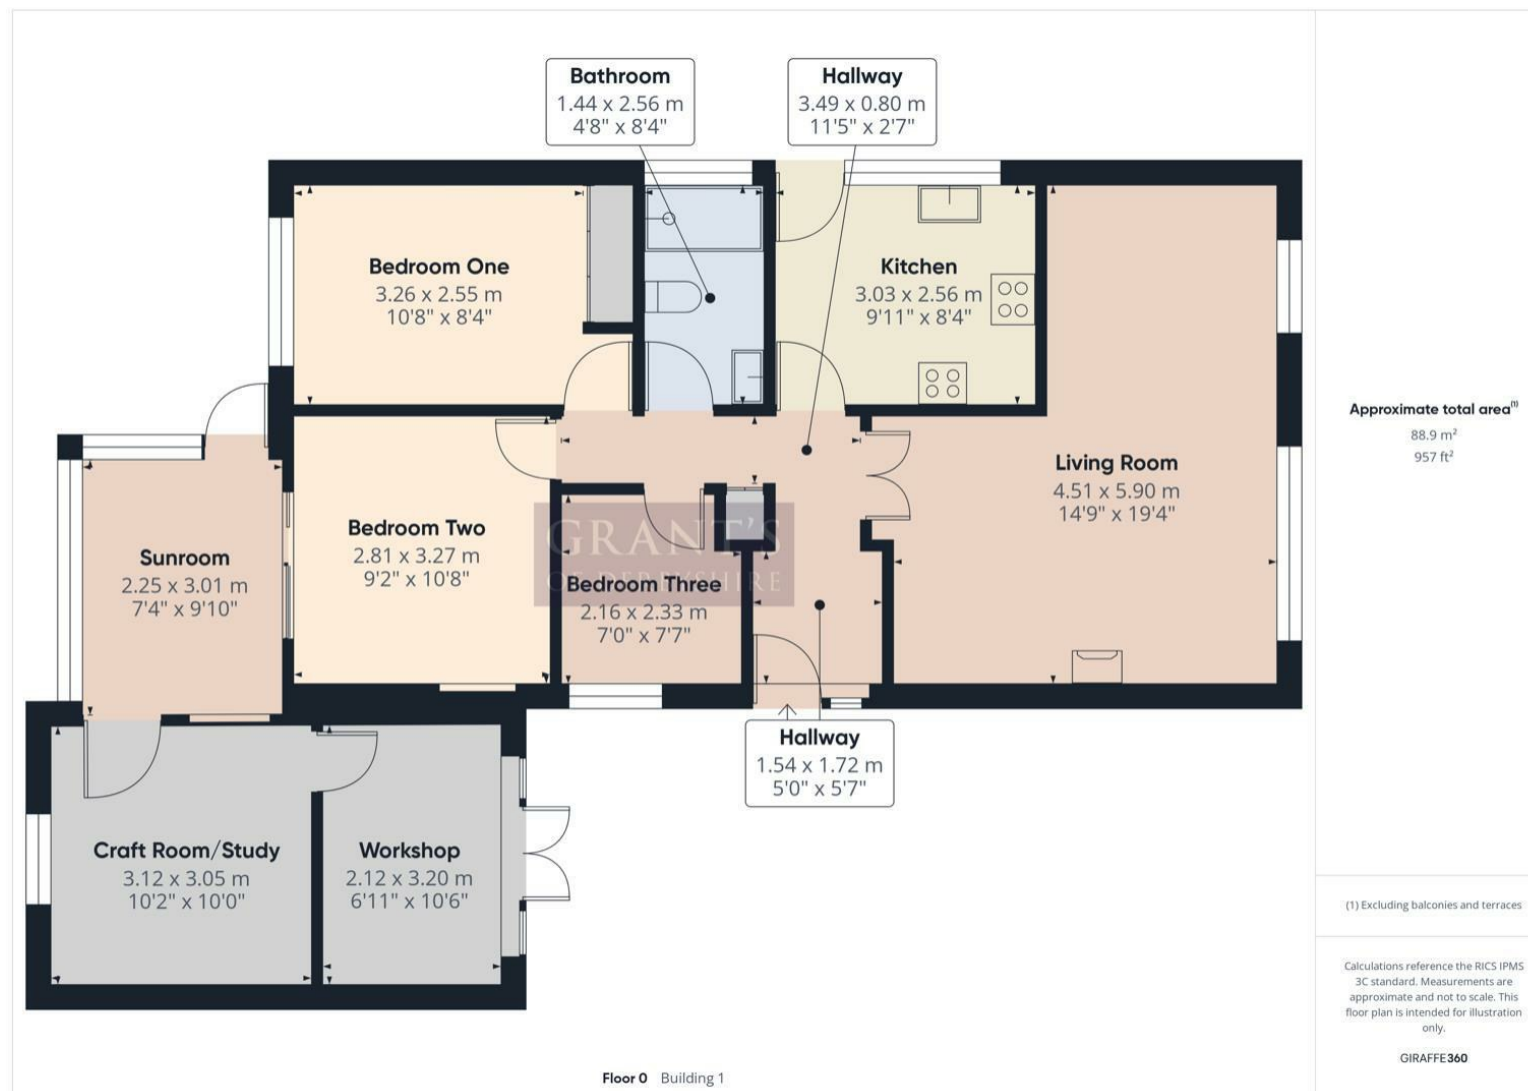 Bathroom
1.44 x 2.56 m
4'8" x 8'4"
Hallway
3.49 x 0.80 m
11'5" x 2'7"
Bedroom One
3.26 x 2.55 m
10'8" x 8'4"
Kitchen
3.03 x 2.56 m
9'11" x 8'4"
Living Room
4.51 x 5.90 m
14'9" x 19'4"
Bedroom Two
2.81 x 3.27 m
9'2" x 10'8"
Sunroom
2.25 x 3.01 m
7'4" x 9'10"
GRANT'S
OF DERBYSHIRE
Bedroom Three
2.16 x 2.33 m
7'0" x 7'7"
Hallway
1.54 x 1.72 m
5'0" x 5'7"
Craft Room/Study
3.12 x 3.05 m
10'2" x 10'0"
Workshop
2.12 x 3.20 m
6'11" x 10'6"
Floor 0 Building 1
Approximate total area(1)
88.9 m²
957 ft²
(1) Excluding balconies and terraces
Calculations reference the RICS IPMS
3C standard. Measurements are
approximate and not to scale. This
floor plan is intended for illustration
only.
GIRAFFE360